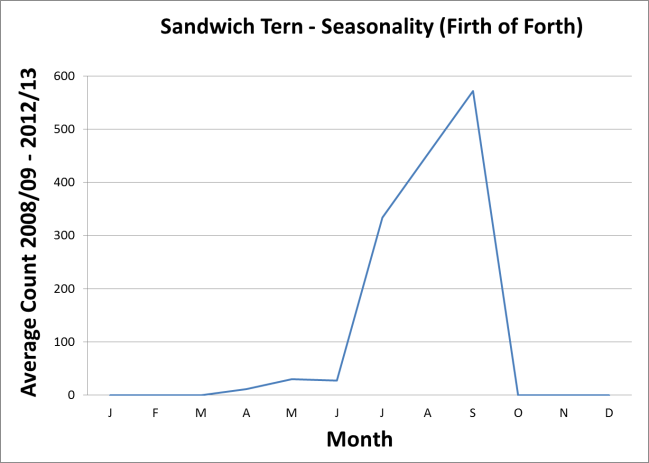 Sandwich Tern - Seasonality (Firth of Forth)
Average Count 2008/09 - 2012/13
600
500
400
300
200
100
0
J F M A M J J A S O N D
Month